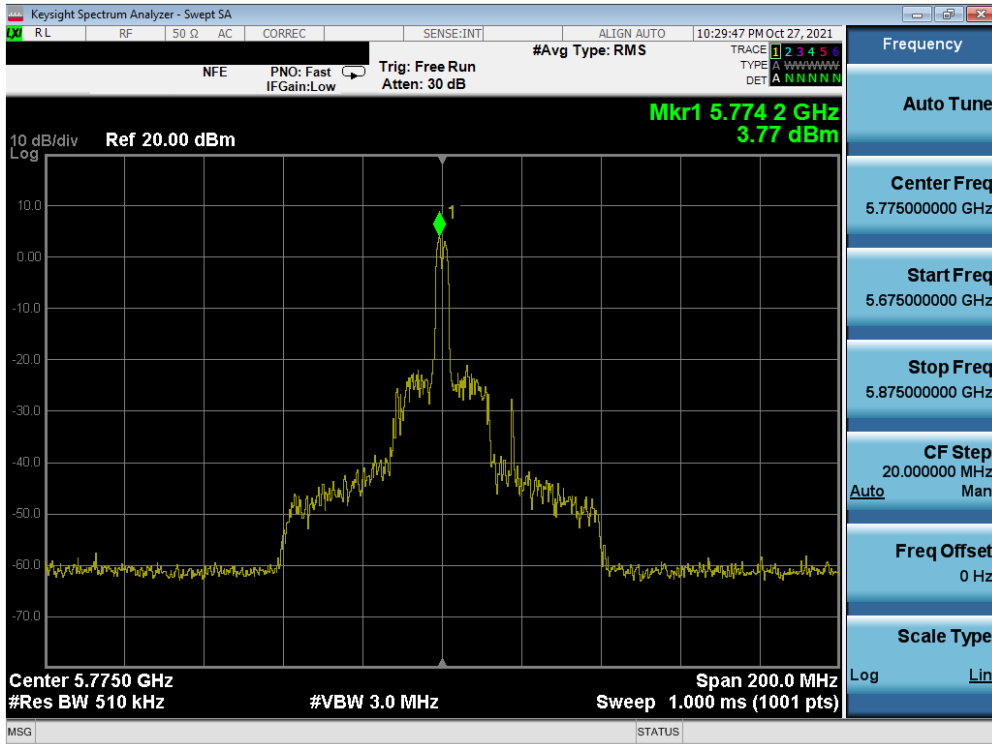 Keysight Spectrum Analyzer - Swept SA
LXI RL RF 50 Ω AC CORREC SENSE:INT ALIGN AUTO 10:29:47 PM Oct 27, 2021
NFE PNO: Fast IFGain:Low Trig: Free Run Atten: 30 dB #Avg Type: RMS
TRACE 1 2 3 4 5 6
TYPE A WWWWW
DET A N N N N N
Mkr1 5.774 2 GHz
3.77 dBm
10 dB/div Ref 20.00 dBm
Log
1
10.0
0.00
-10.0
-20.0
-30.0
-40.0
-50.0
-60.0
-70.0
Center 5.7750 GHz Span 200.0 MHz
#Res BW 510 kHz #VBW 3.0 MHz Sweep 1.000 ms (1001 pts)
MSG STATUS
Frequency
Auto Tune
Center Freq
5.775000000 GHz
Start Freq
5.675000000 GHz
Stop Freq
5.875000000 GHz
CF Step
20.000000 MHz
Auto Man
Freq Offset
0 Hz
Scale Type
Log Lin